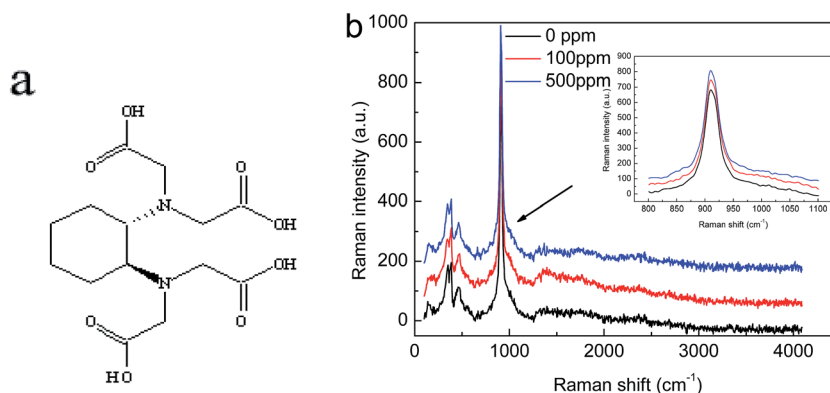 a
OH
O
O
N
OH
OH
N
O
O
HO
b
0 ppm
100ppm
500ppm
Raman intensity (a.u.)
1000
800
600
400
200
0
0
1000
2000
3000
4000
Raman shift (cm⁻¹)
Raman intensity (a.u.)
900
800
700
600
500
400
300
200
100
0
800
850
900
950
1000
1050
1100
Raman shift (cm⁻¹)